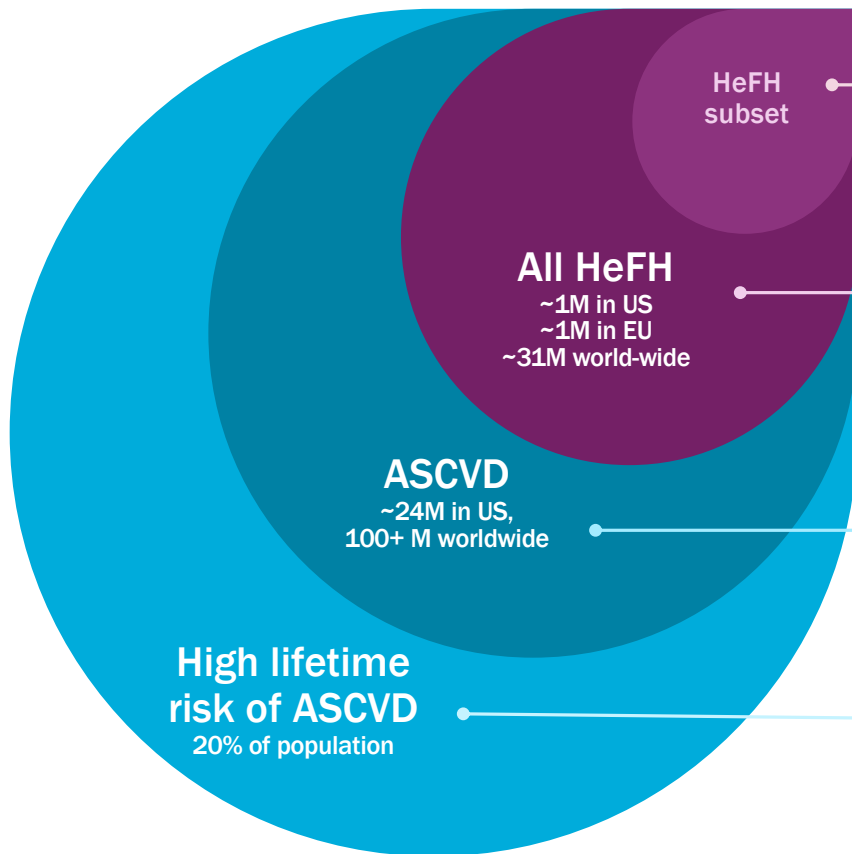 HeFH
subset
All HeFH
~1M in US
~1M in EU
~31M world-wide
ASCVD
~24M in US,
100+ M worldwide
High lifetime
risk of ASCVD
20% of population